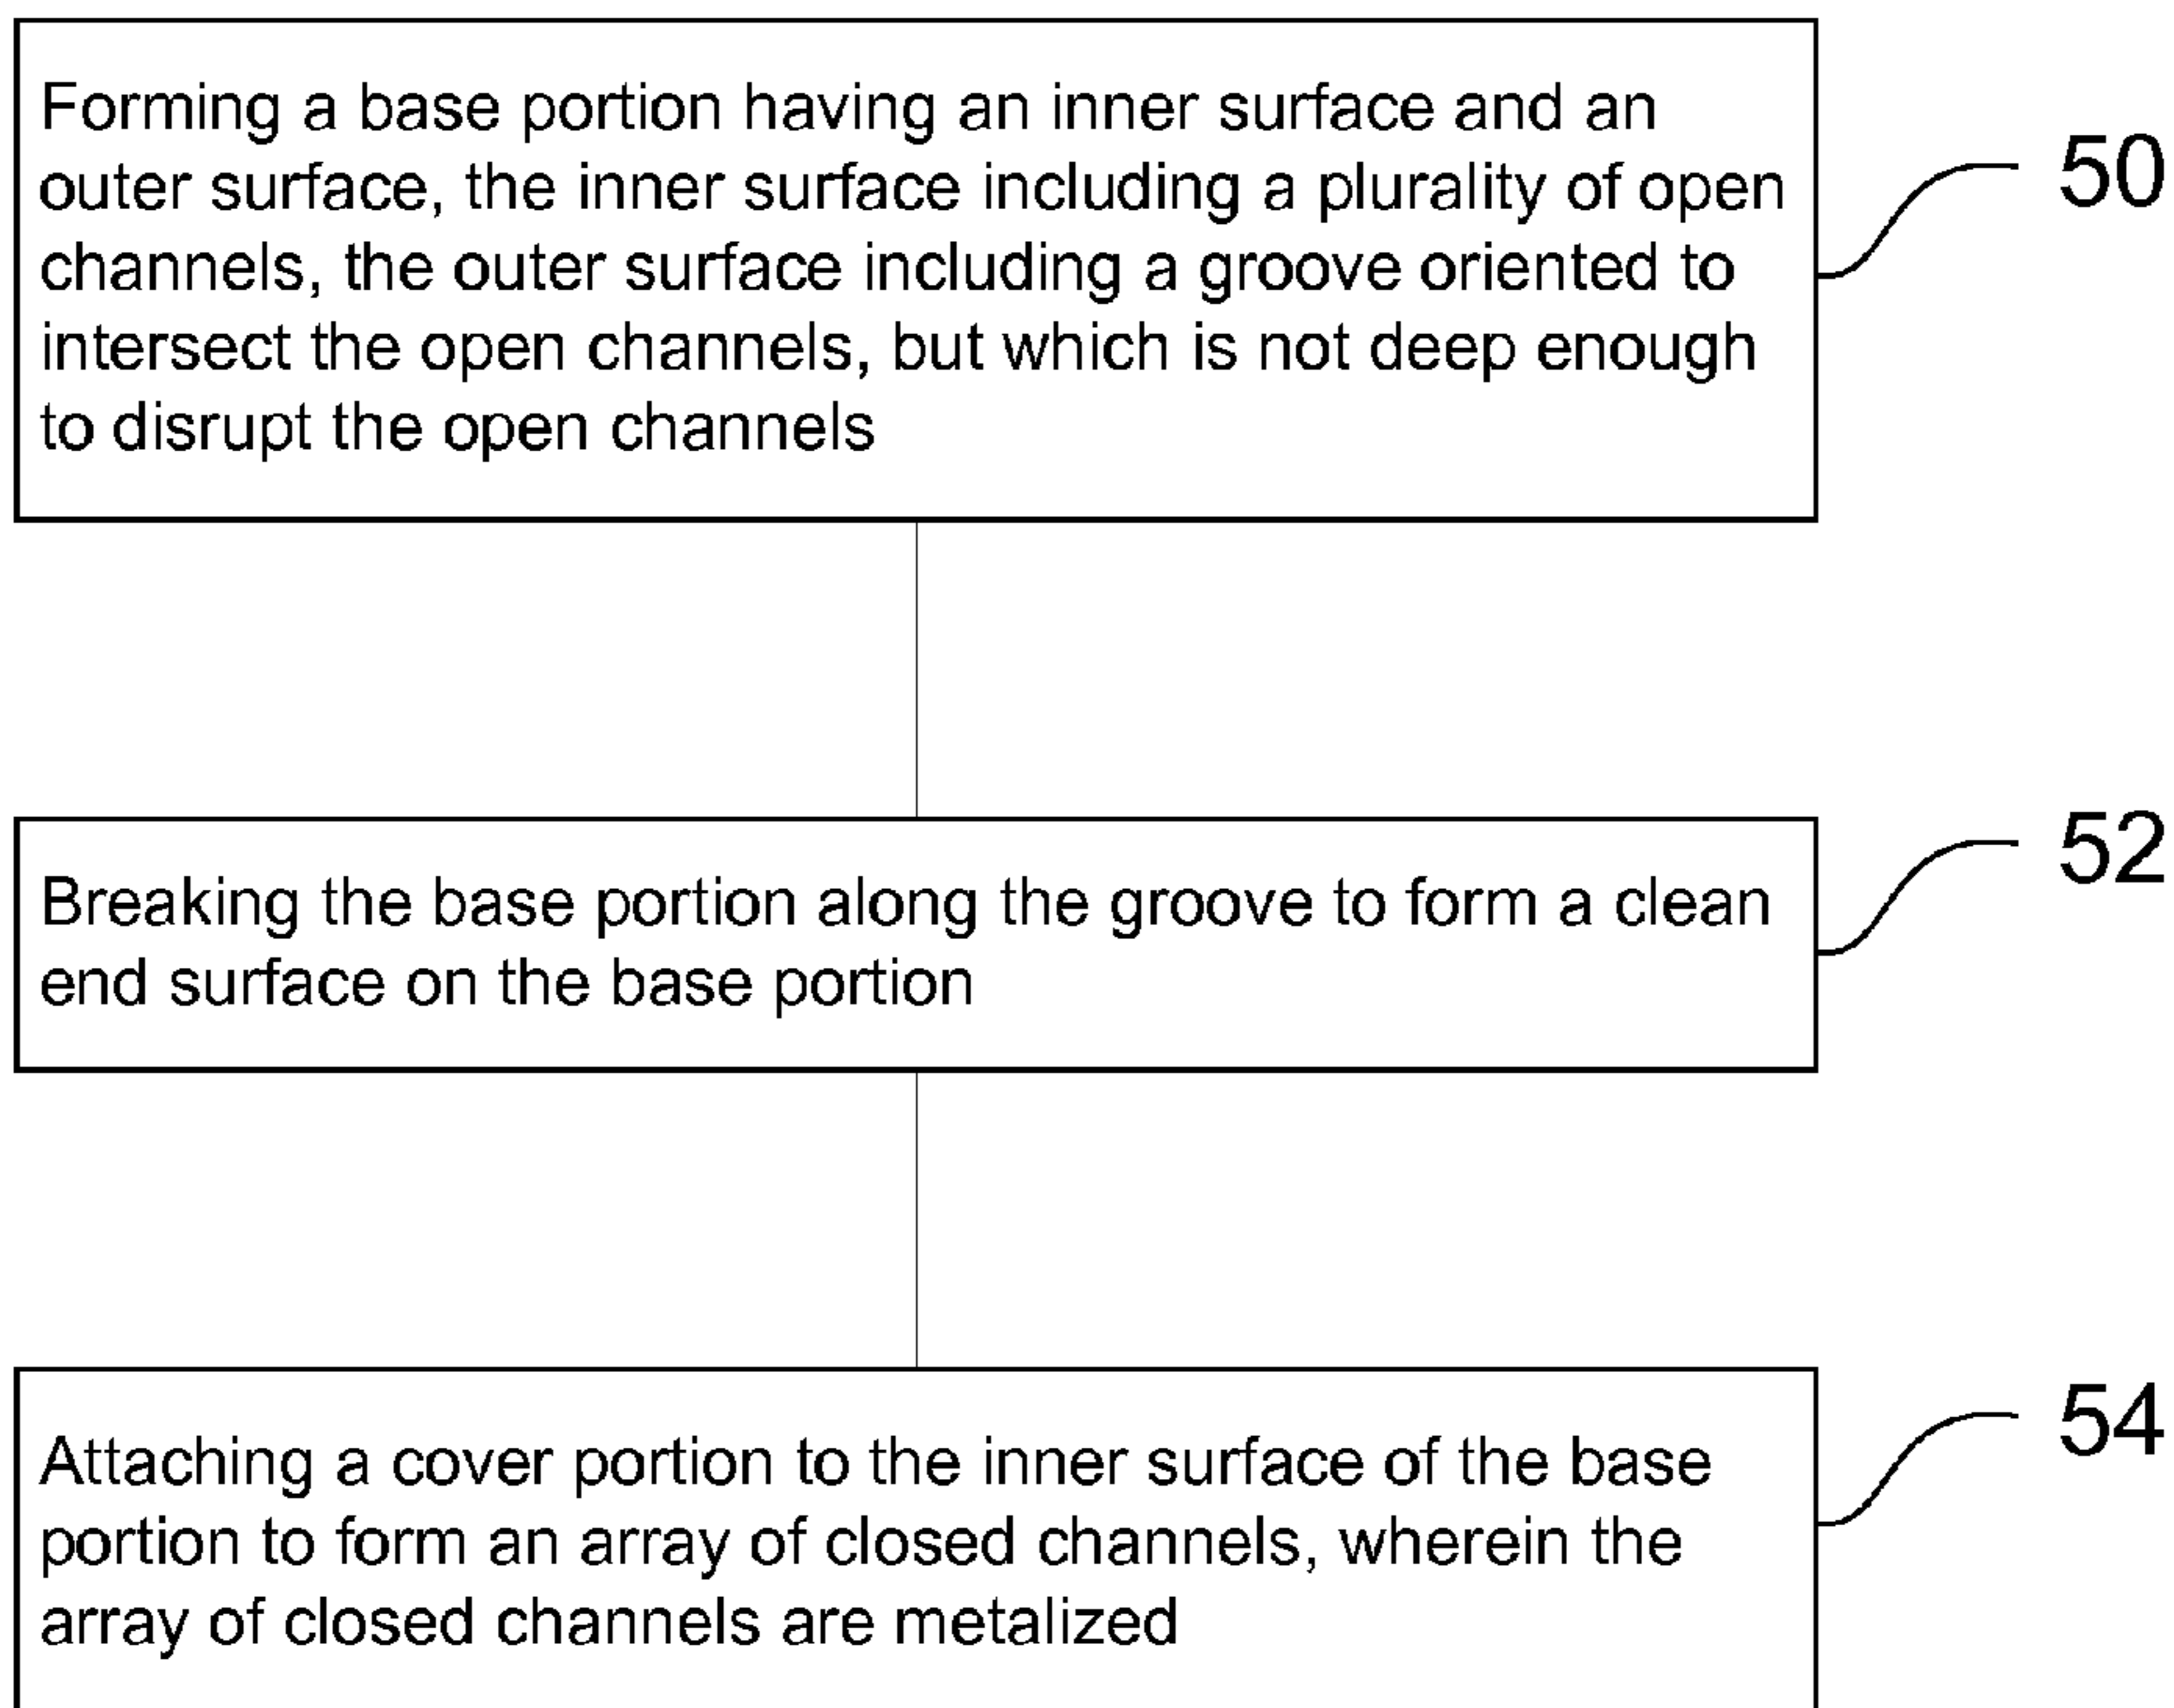 Forming a base portion having an inner surface and an
outer surface, the inner surface including a plurality of open
channels, the outer surface including a groove oriented to
intersect the open channels, but which is not deep enough
to disrupt the open channels
50
Breaking the base portion along the groove to form a clean
end surface on the base portion
52
Attaching a cover portion to the inner surface of the base
portion to form an array of closed channels, wherein the
array of closed channels are metalized
54